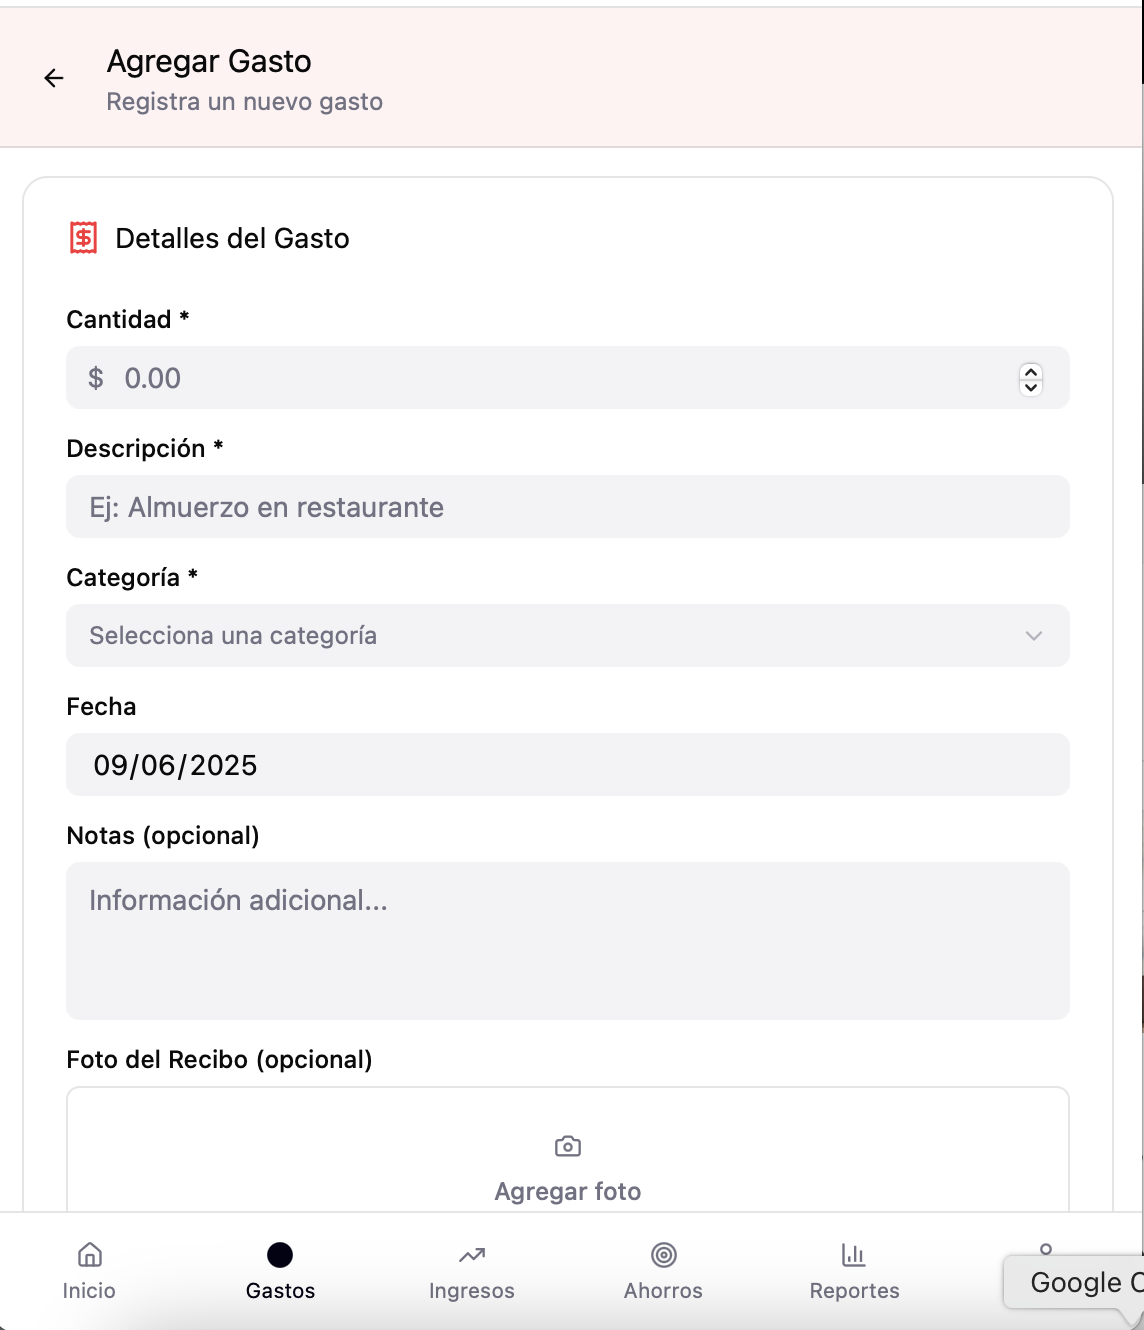 Agregar Gasto
Registra un nuevo gasto
Detalles del Gasto
Cantidad *
$ 0.00
Descripción *
Ej: Almuerzo en restaurante
Categoría *
Selecciona una categoría
Fecha
09/06/2025
Notas (opcional)
Información adicional...
Foto del Recibo (opcional)
Agregar foto
Inicio
Gastos
Ingresos
Ahorros
Reportes
Google